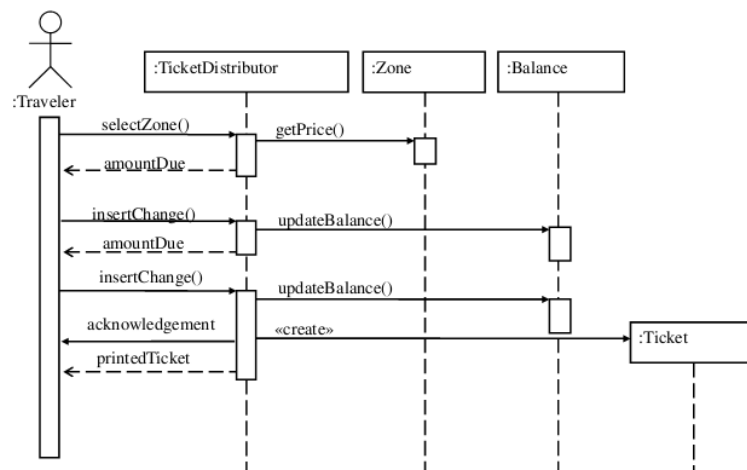 :Traveler
:TicketDistributor
:Zone
:Balance
selectZone()
getPrice()
amountDue
insertChange()
updateBalance()
amountDue
insertChange()
updateBalance()
acknowledgement
«create»
:Ticket
printedTicket